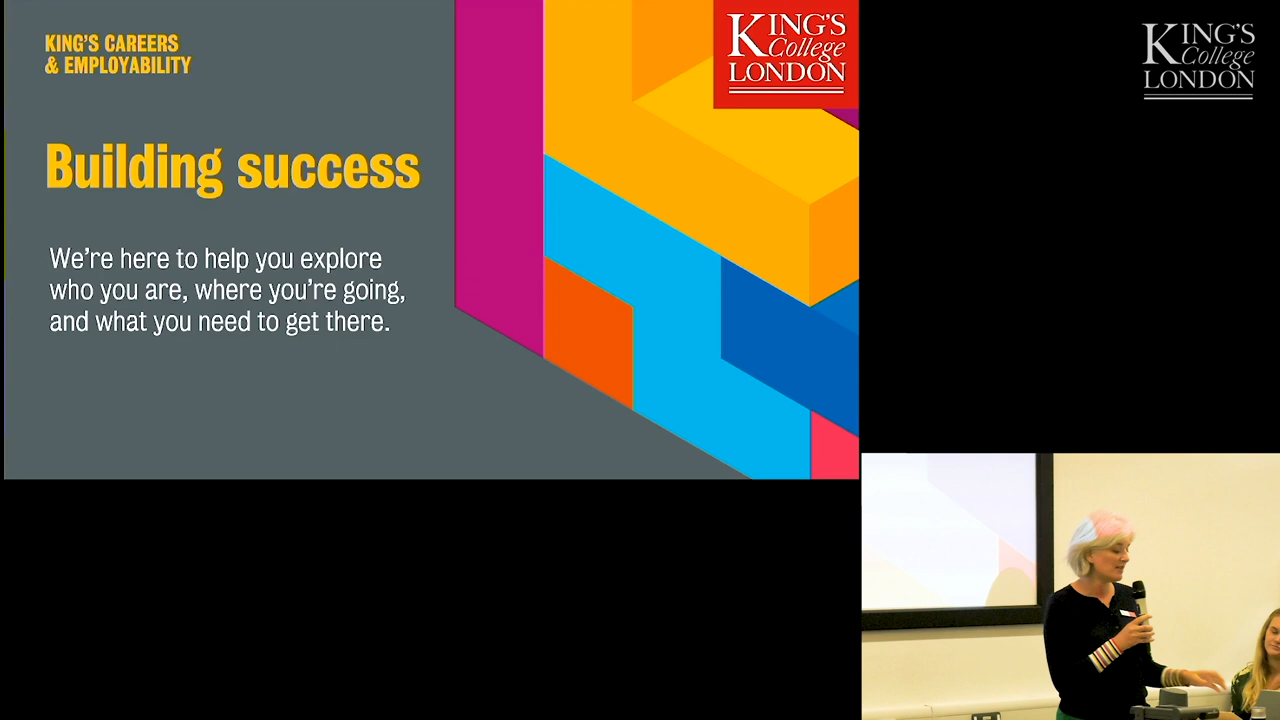 KING'S CAREERS
& EMPLOYABILITY
Building success
We're here to help you explore
who you are, where you're going,
and what you need to get there.
KING'S
College
LONDON
KING'S
College
LONDON